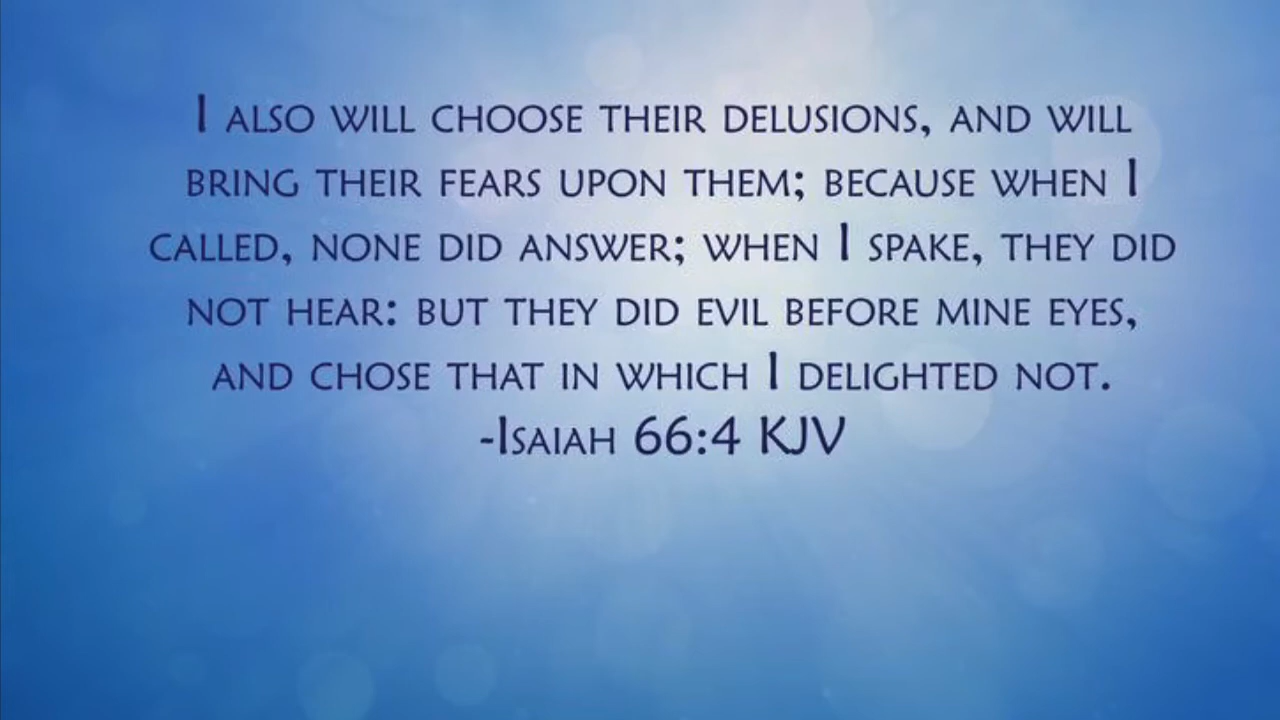 I also will choose their delusions, and will
bring their fears upon them; because when I
called, none did answer; when I spake, they did
not hear: but they did evil before mine eyes,
and chose that in which I delighted not.
-Isaiah 66:4 KJV